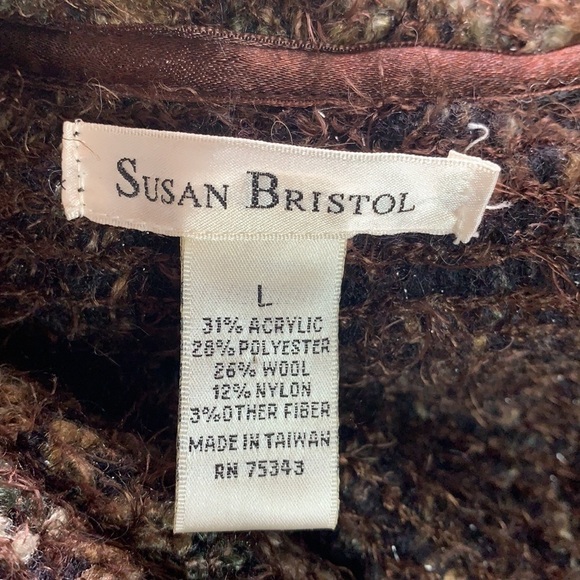 SUSAN BRISTOL
L
31% ACRYLIC
28% POLYESTER
26% WOOL
12% NYLON
3% OTHER FIBER
MADE IN TAIWAN
RN 75343